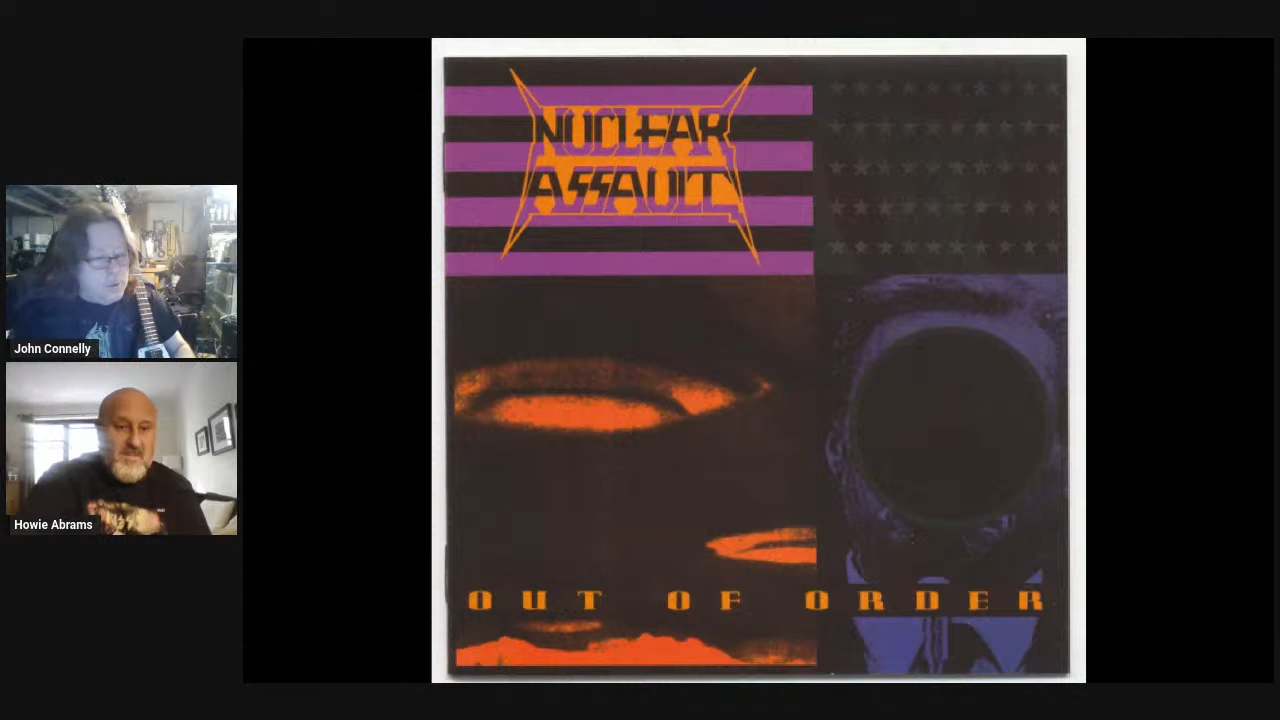 NUCLEAR
ASSAULT
John Connelly
Howie Abrams
OUT OF ORDER